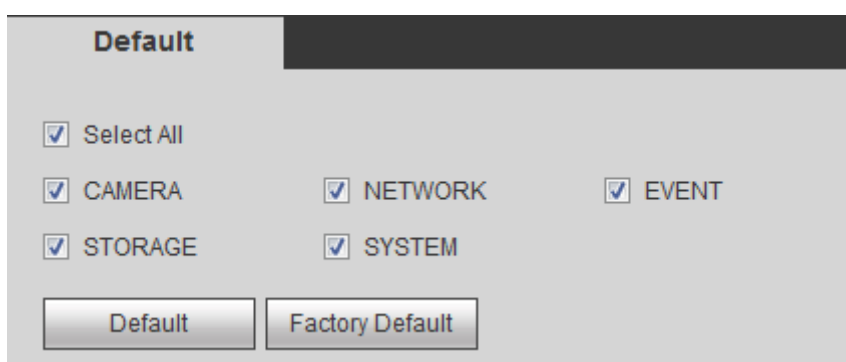 Default
Select All
CAMERA NETWORK EVENT
STORAGE SYSTEM
Default Factory Default